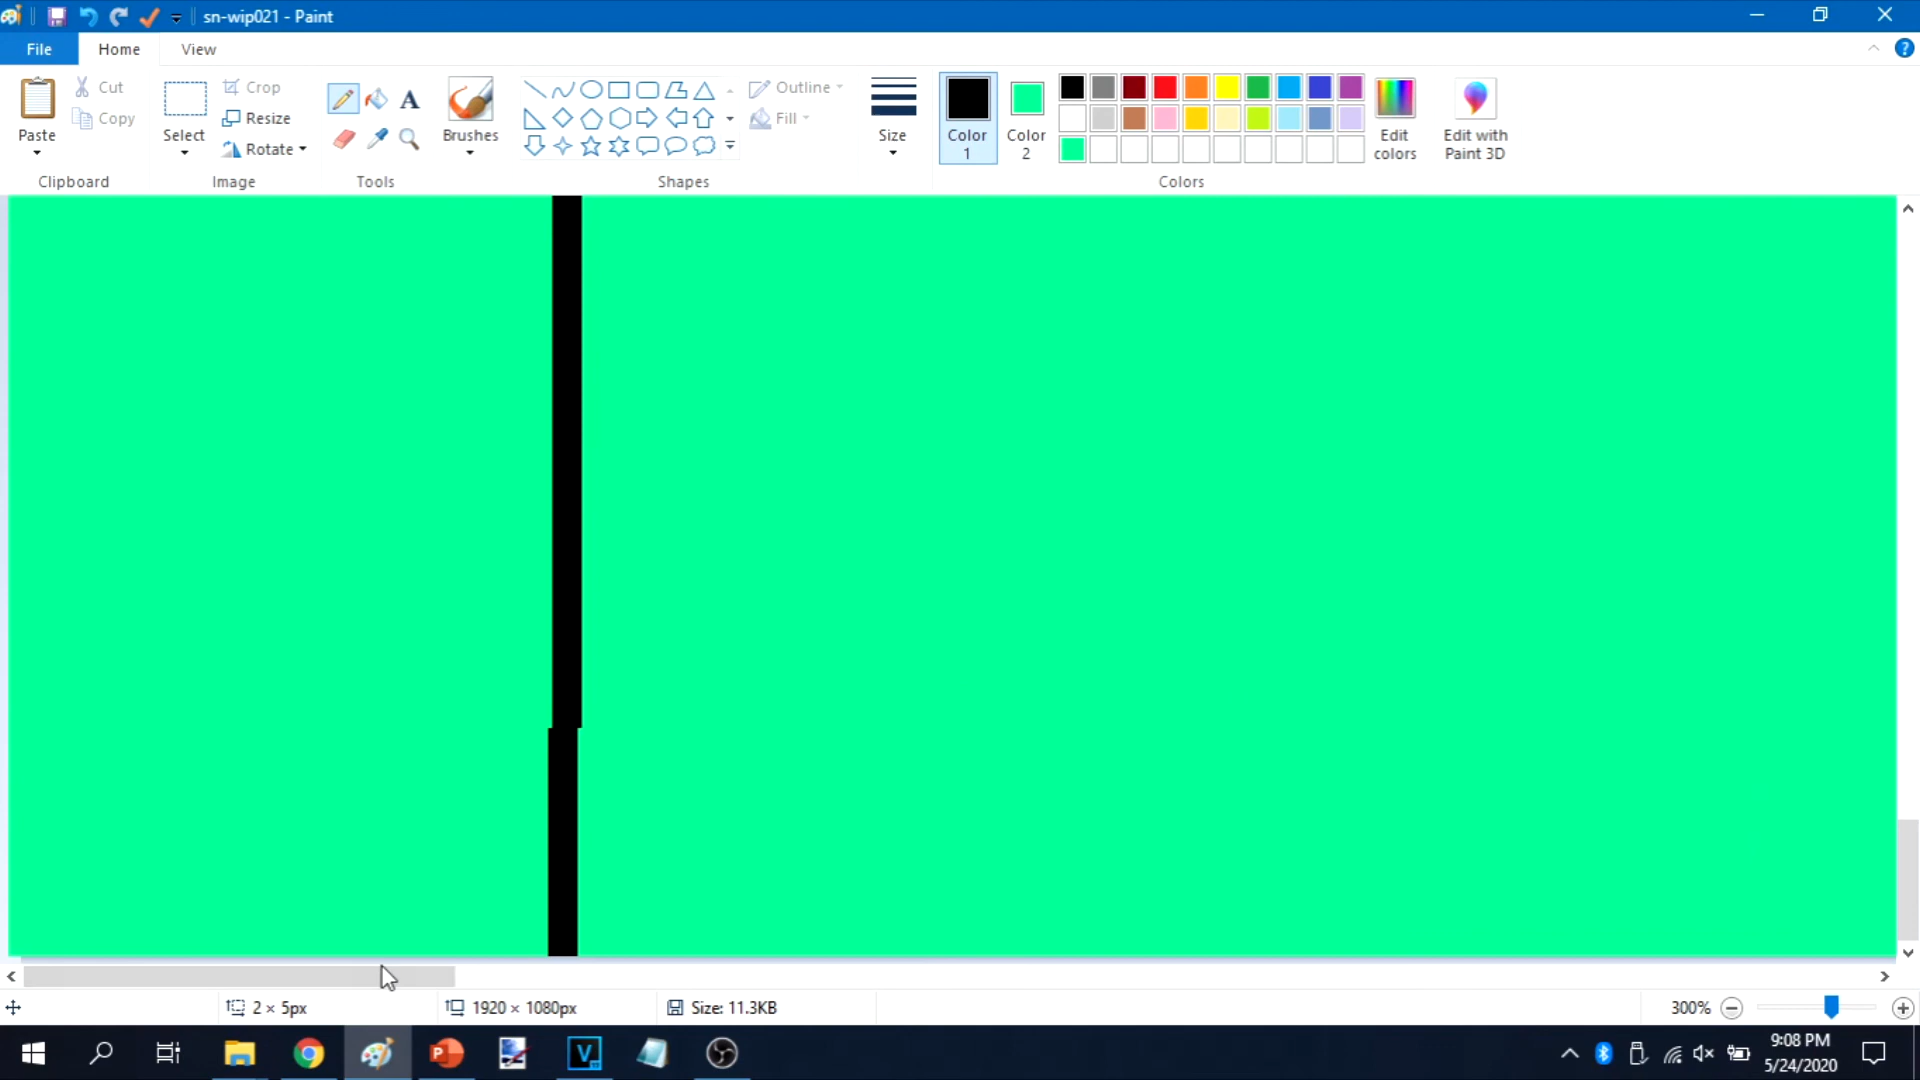 sn-wip021 - Paint
File Home View
Paste
Cut
Copy
Clipboard
Select
Crop
Resize
Rotate
Image
A
Tools
Brushes
Outline
Fill
Shapes
Size
Color 1
Color 2
Edit colors
Edit with Paint 3D
Colors
2 × 5px
1920 × 1080px
Size: 11.3KB
300%
9:08 PM
5/24/2020